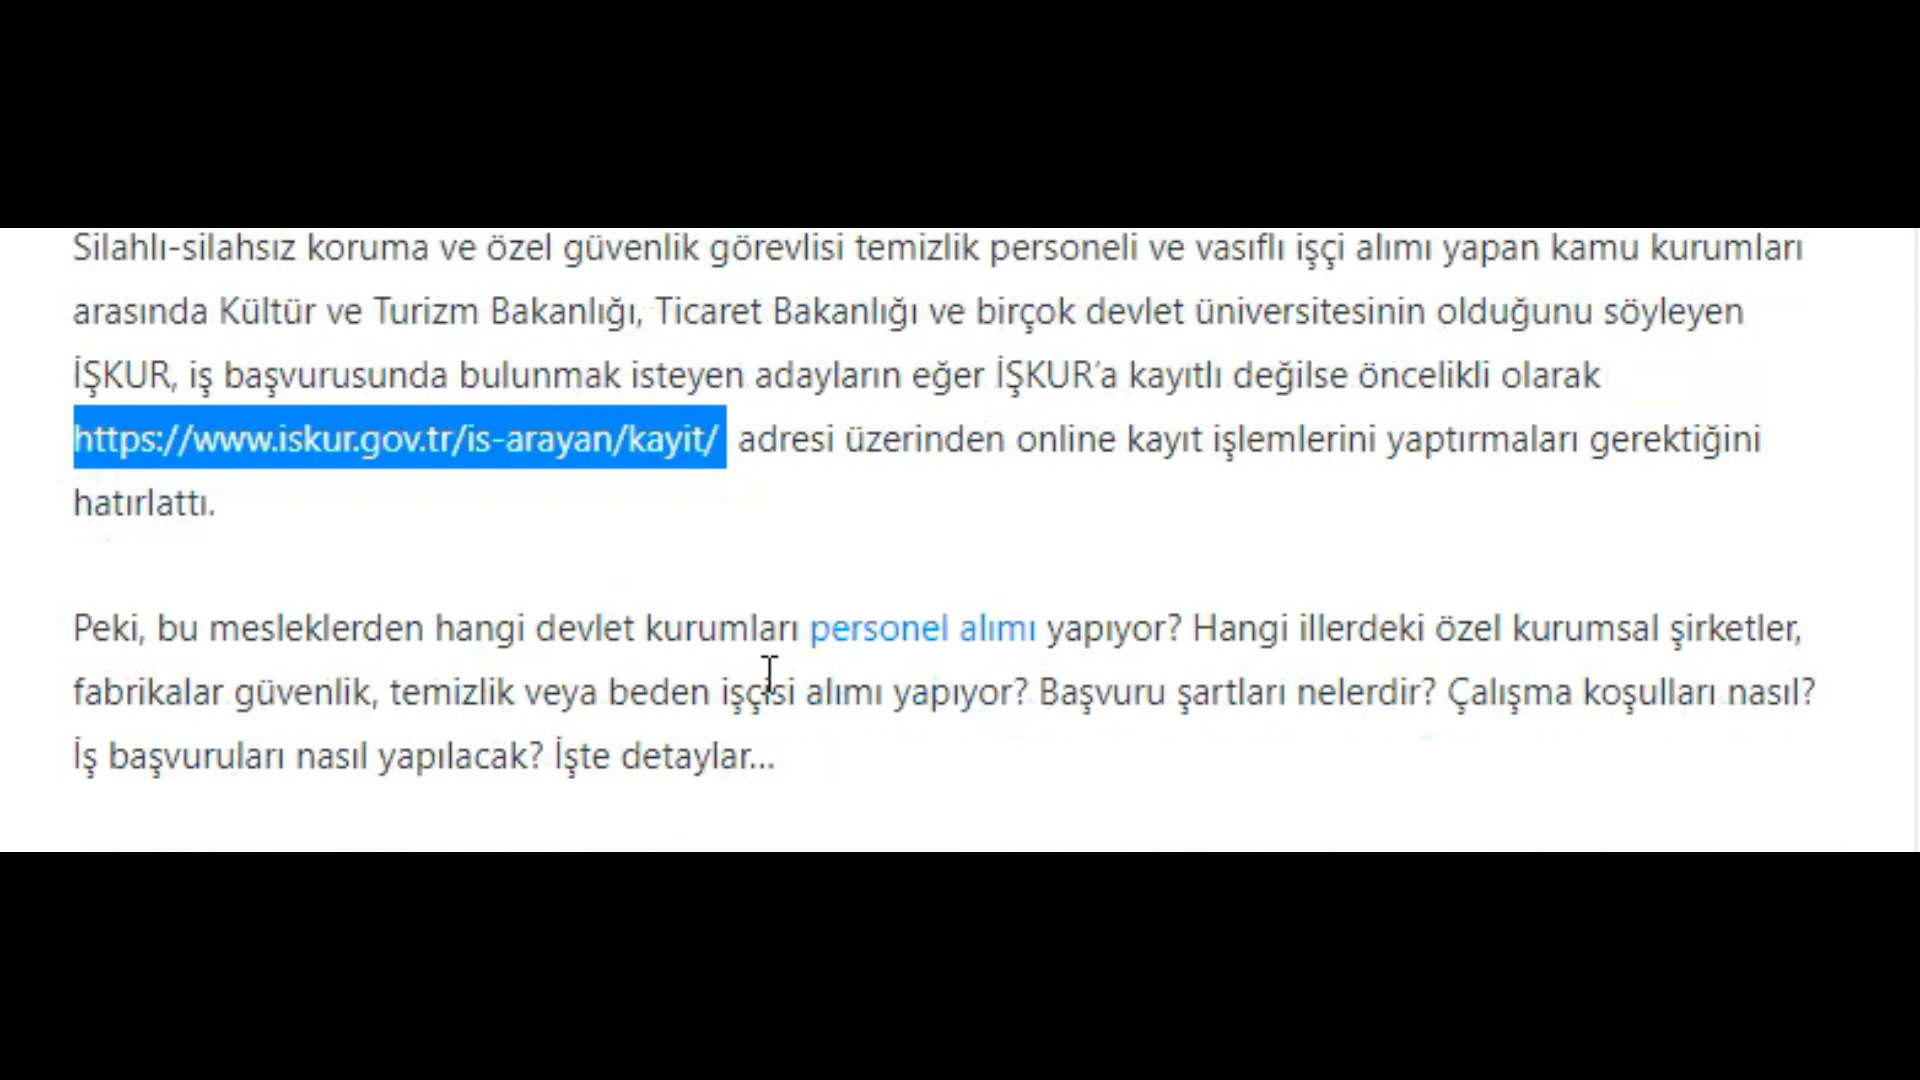 Silahlı-silahsız koruma ve özel güvenlik görevlisi temizlik personeli ve vasıflı işçi alımı yapan kamu kurumları
arasında Kültür ve Turizm Bakanlığı, Ticaret Bakanlığı ve birçok devlet üniversitesinin olduğunu söyleyen
İŞKUR, iş başvurusunda bulunmak isteyen adayların eğer İŞKUR'a kayıtlı değilse öncelikli olarak
https://www.iskur.gov.tr/is-arayan/kayit/ adresi üzerinden online kayıt işlemlerini yaptırmaları gerektiğini
hatırlattı.
Peki, bu mesleklerden hangi devlet kurumları personel alımı yapıyor? Hangi illerdeki özel kurumsal şirketler,
fabrikalar güvenlik, temizlik veya beden işçisi alımı yapıyor? Başvuru şartları nelerdir? Çalışma koşulları nasıl?
İş başvuruları nasıl yapılacak? İşte detaylar...